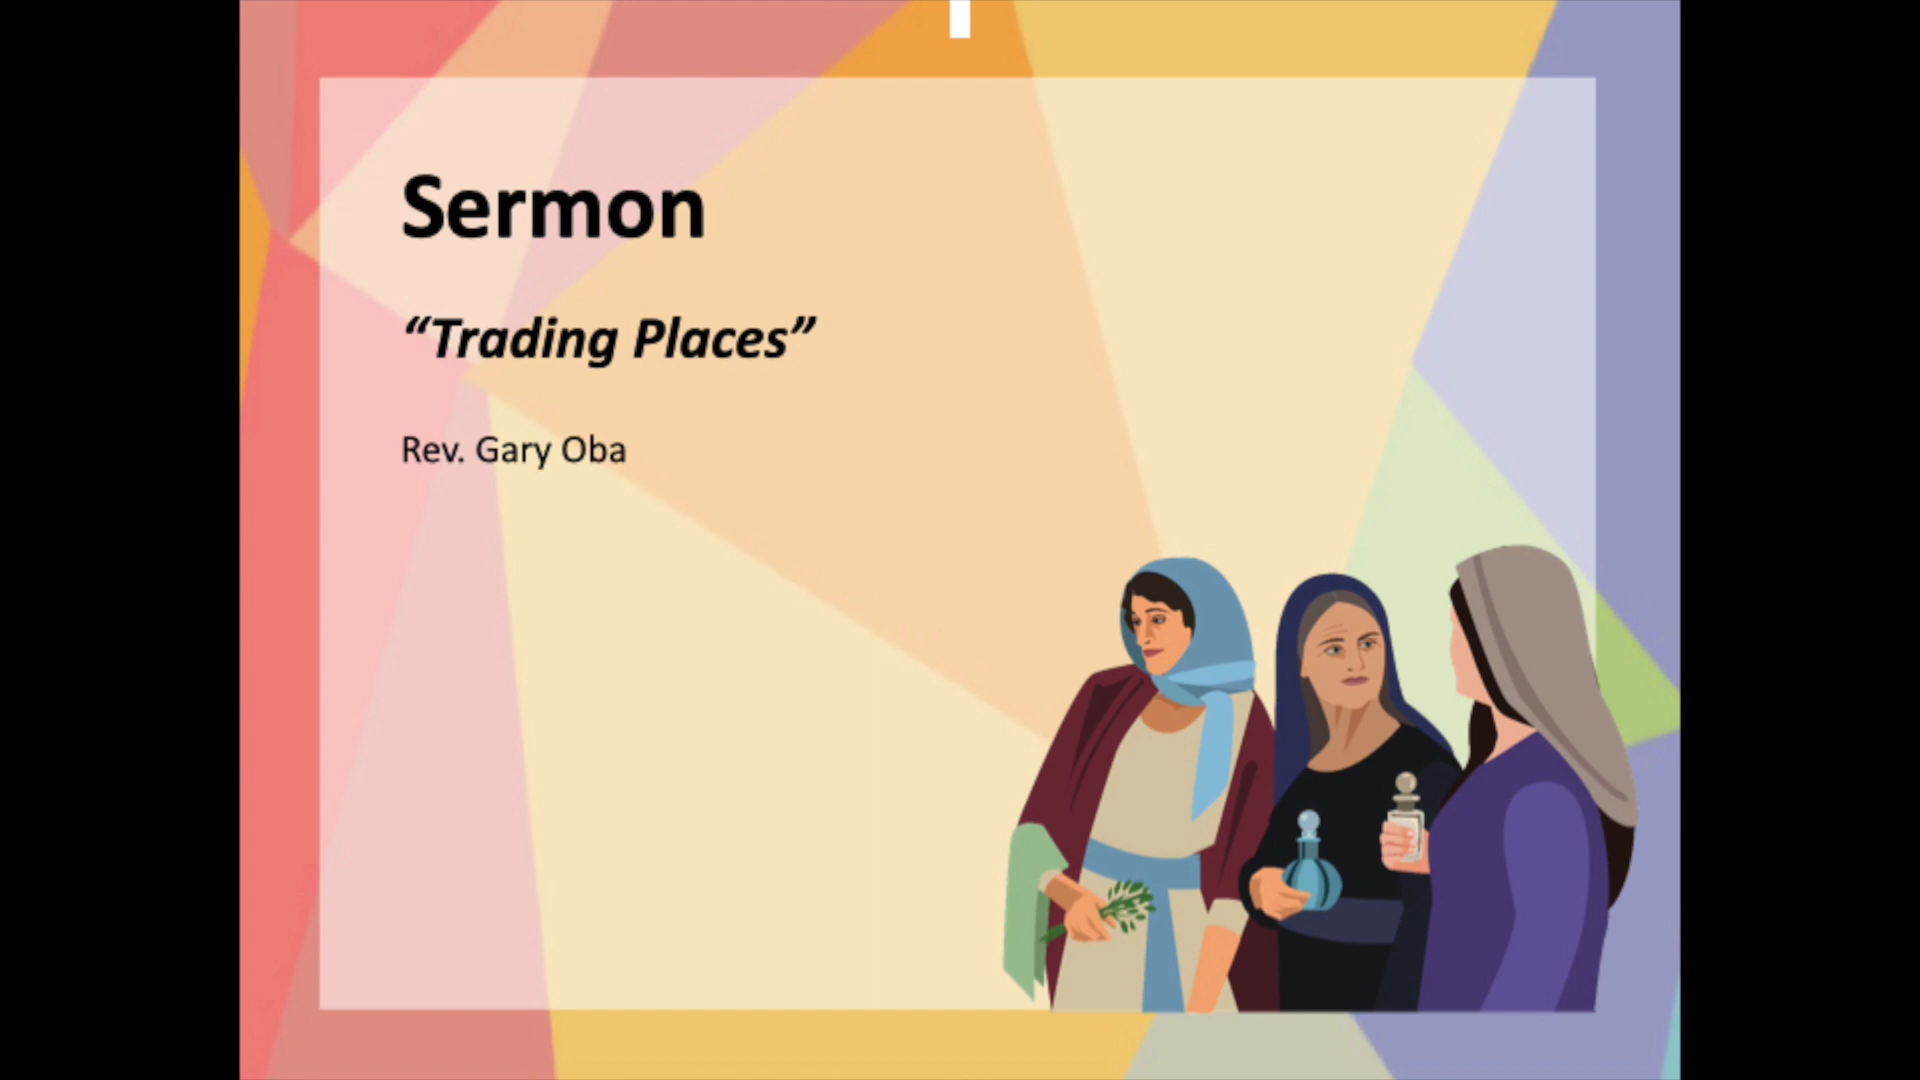 Sermon
“Trading Places”
Rev. Gary Oba